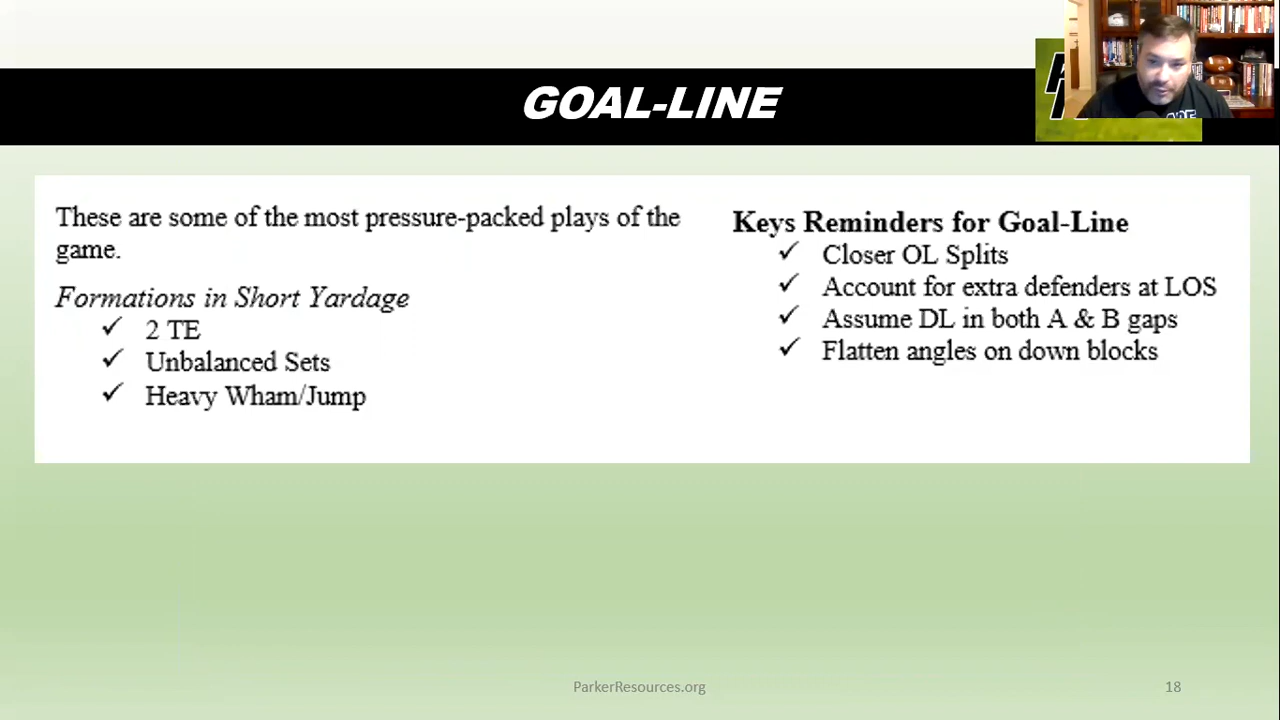 GOAL-LINE
These are some of the most pressure-packed plays of the
game.
Formations in Short Yardage
✓ 2 TE
✓ Unbalanced Sets
✓ Heavy Wham/Jump
Keys Reminders for Goal-Line
✓ Closer OL Splits
✓ Account for extra defenders at LOS
✓ Assume DL in both A & B gaps
✓ Flatten angles on down blocks
ParkerResources.org
18